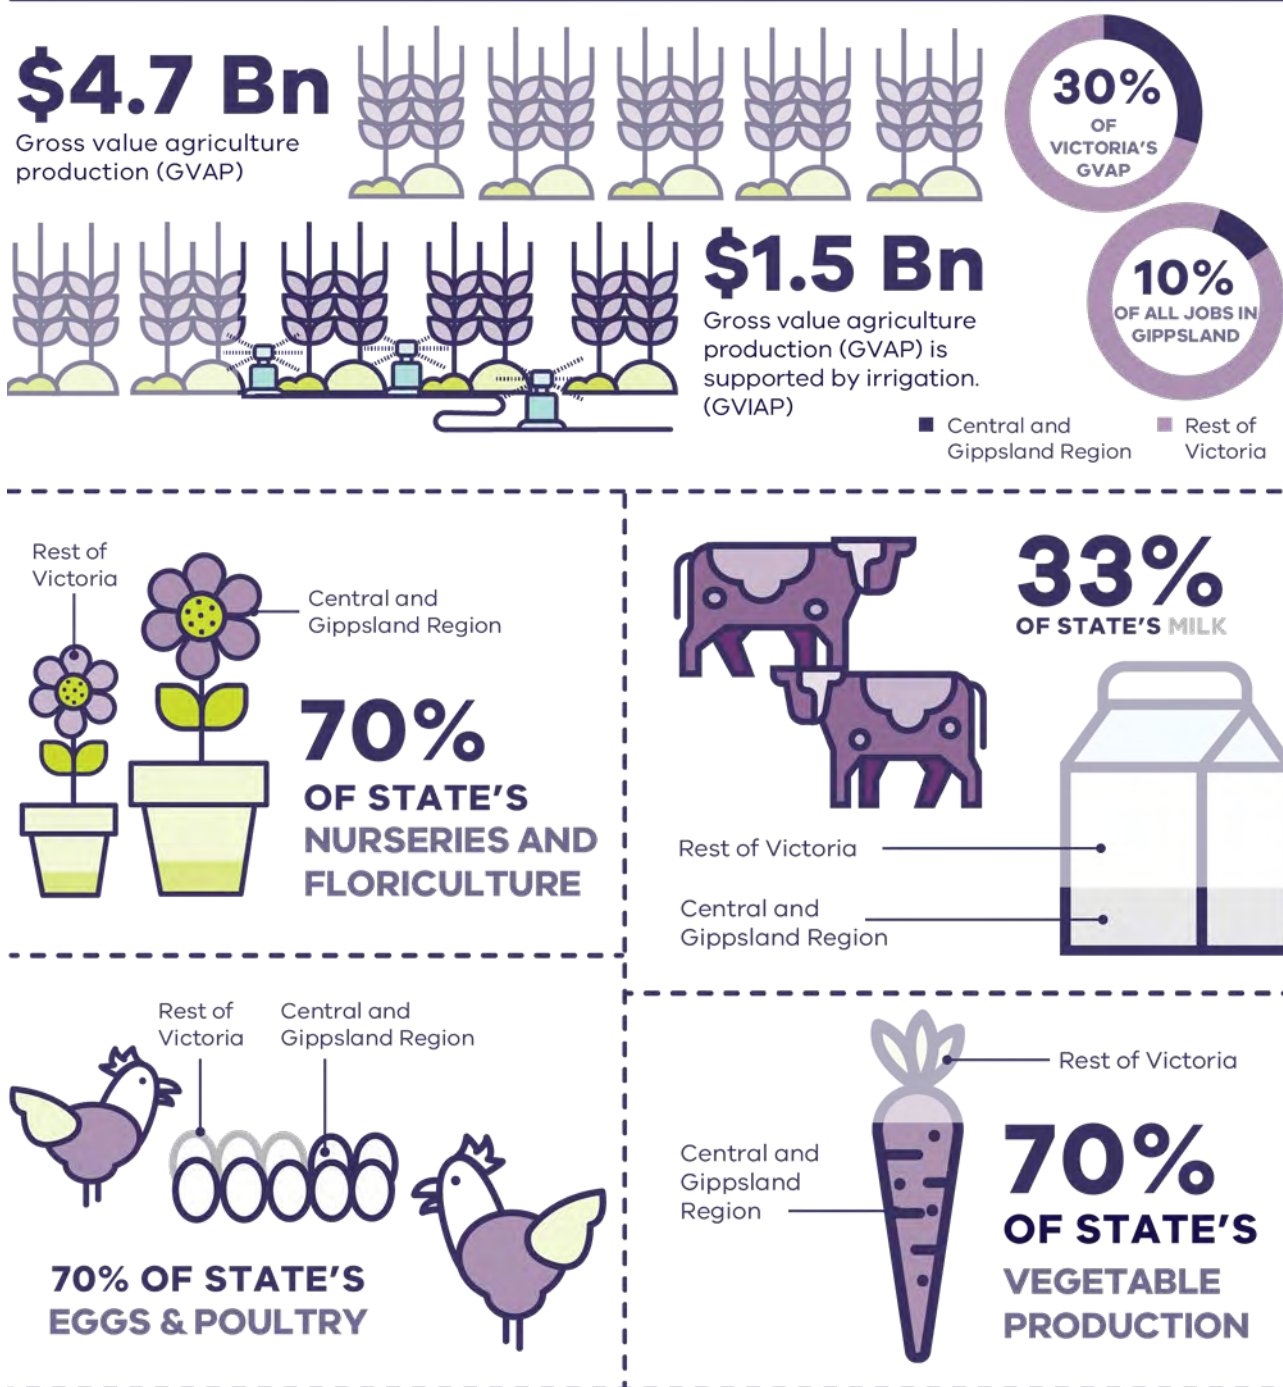 $4.7 Bn
Gross value agriculture
production (GVAP)
30%
OF
VICTORIA'S
GVAP
$1.5 Bn
Gross value agriculture
production (GVAP) is
supported by irrigation.
(GVIAP)
10%
OF ALL JOBS IN
GIPPSLAND
Central and
Gippsland Region
Rest of
Victoria
Rest of
Victoria
Central and
Gippsland Region
70%
OF STATE'S
NURSERIES AND
FLORICULTURE
33%
OF STATE'S MILK
Rest of Victoria
Central and
Gippsland Region
Rest of
Victoria
Central and
Gippsland Region
70% OF STATE'S
EGGS & POULTRY
Rest of Victoria
Central and
Gippsland
Region
70%
OF STATE'S
VEGETABLE
PRODUCTION